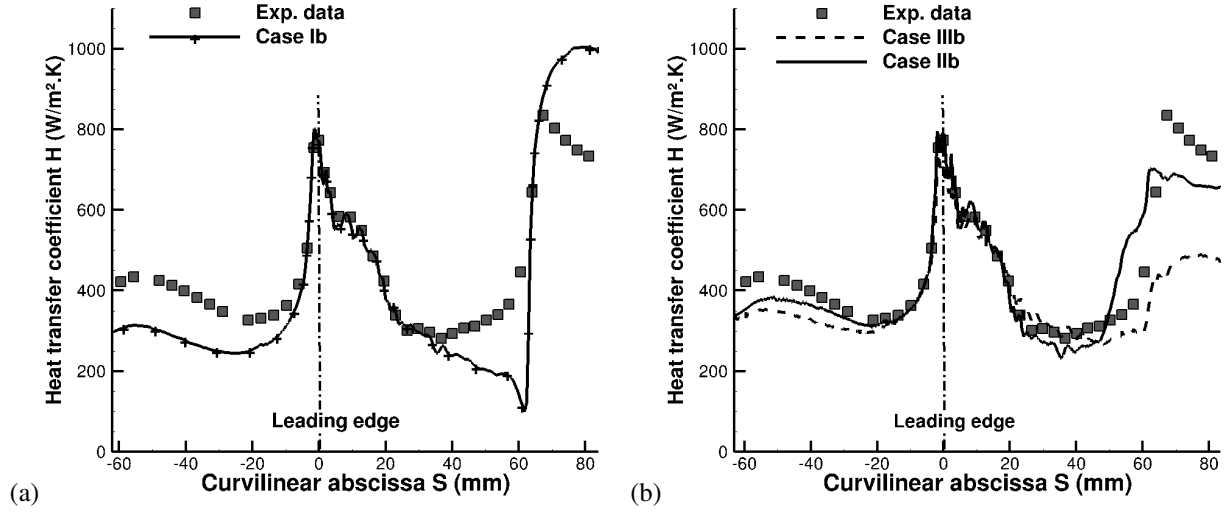 Exp. data
Case Ib
Heat transfer coefficient H (W/m².K)
1000
800
600
400
200
0
Leading edge
-60 -40 -20 0 20 40 60 80
Curvilinear abscissa S (mm)
(a)
Exp. data
Case IIIb
Case IIb
Heat transfer coefficient H (W/m².K)
1000
800
600
400
200
0
Leading edge
-60 -40 -20 0 20 40 60 80
Curvilinear abscissa S (mm)
(b)